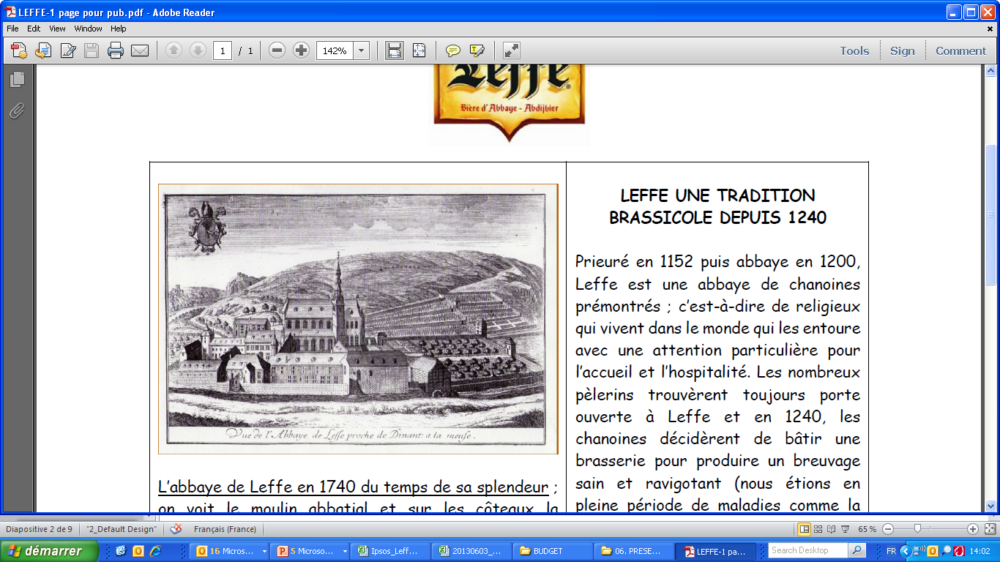 LEFFE-1 page pour pub.pdf - Adobe Reader
File Edit View Window Help
1 / 1 142% Tools Sign Comment
Leffe
Bière d'Abbaye - Abdijbier
Vue de l'Abbaye de Leffe proche de Dinant a la meuse.
L'abbaye de Leffe en 1740 du temps de sa splendeur ;
on voit le moulin abbatial et sur les côteaux la
LEFFE UNE TRADITION
BRASSICOLE DEPUIS 1240
Prieuré en 1152 puis abbaye en 1200,
Leffe est une abbaye de chanoines
prémontrés ; c'est-à-dire de religieux
qui vivent dans le monde qui les entoure
avec une attention particulière pour
l'accueil et l'hospitalité. Les nombreux
pèlerins trouvèrent toujours porte
ouverte à Leffe et en 1240, les
chanoines décidèrent de bâtir une
brasserie pour produire un breuvage
sain et ravigotant (nous étions en
pleine période de maladies comme la
Diapositive 2 de 9 "2_Default Design" Français (France) 65 %
démarrer 16 Micros... 5 Microso... Ipsos_Leff... 20130603_... BUDGET 06. PRESE... LEFFE-1 pa... Search Desktop FR 14:02